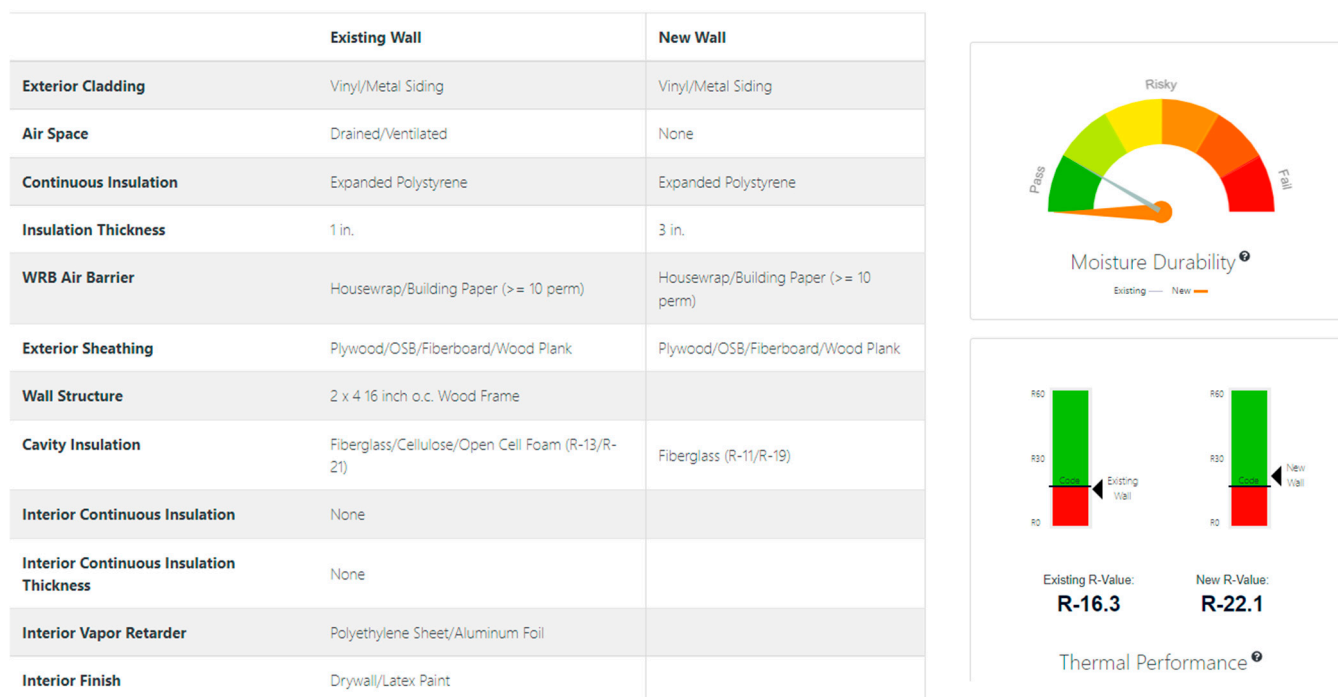 Existing Wall New Wall
Exterior Cladding Vinyl/Metal Siding Vinyl/Metal Siding
Air Space Drained/Ventilated None
Continuous Insulation Expanded Polystyrene Expanded Polystyrene
Insulation Thickness 1 in. 3 in.
WRB Air Barrier Housewrap/Building Paper (>= 10 perm) Housewrap/Building Paper (>= 10
perm)
Exterior Sheathing Plywood/OSB/Fiberboard/Wood Plank Plywood/OSB/Fiberboard/Wood Plank
Wall Structure 2 x 4 16 inch o.c. Wood Frame
Cavity Insulation Fiberglass/Cellulose/Open Cell Foam (R-13/R-
21) Fiberglass (R-11/R-19)
Interior Continuous Insulation None
Interior Continuous Insulation
Thickness None
Interior Vapor Retarder Polyethylene Sheet/Aluminum Foil
Interior Finish Drywall/Latex Paint
Risky
Pass Fail
Moisture Durability ?
Existing New
R60 R60
R30 R30
Code Existing
Wall
Code New
Wall
R0 R0
Existing R-Value: New R-Value:
R-16.3 R-22.1
Thermal Performance ?